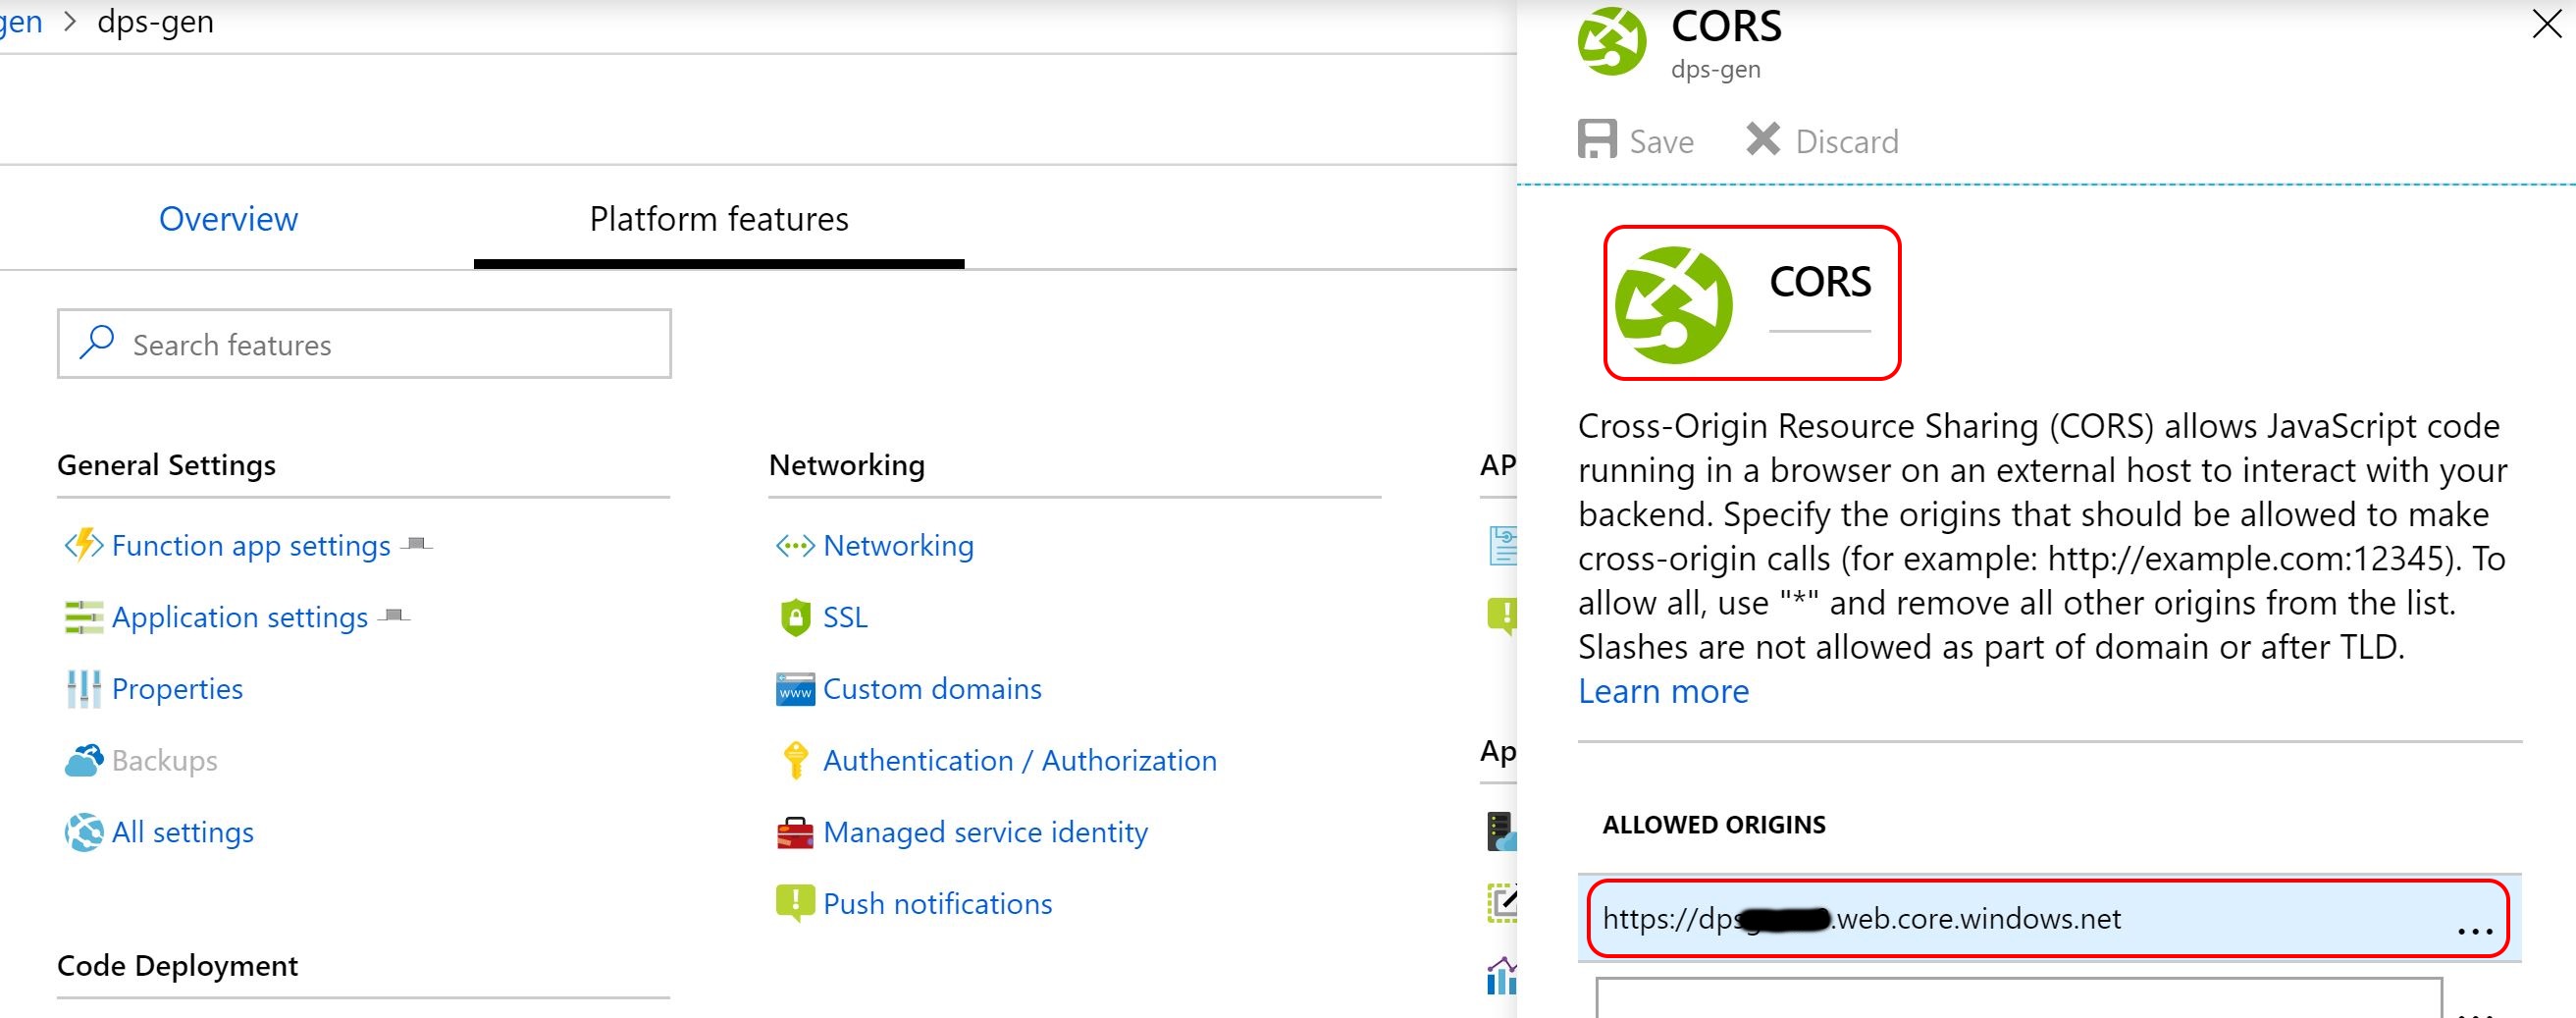 gen > dps-gen
Overview
Platform features
Search features
General Settings
Function app settings
Application settings
Properties
Backups
All settings
Code Deployment
Networking
Networking
SSL
www
Custom domains
Authentication / Authorization
Managed service identity
Push notifications
AP
Ap
CORS
dps-gen
Save
Discard
CORS
Cross-Origin Resource Sharing (CORS) allows JavaScript code
running in a browser on an external host to interact with your
backend. Specify the origins that should be allowed to make
cross-origin calls (for example: http://example.com:12345). To
allow all, use "*" and remove all other origins from the list.
Slashes are not allowed as part of domain or after TLD.
Learn more
ALLOWED ORIGINS
https://dps .web.core.windows.net
...